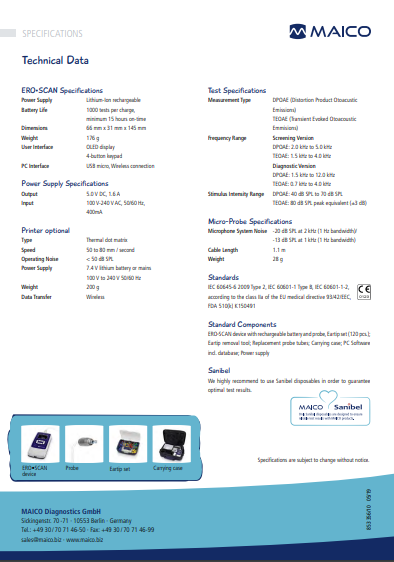 SPECIFICATIONS
MAICO
Technical Data
ERO•SCAN Specifications
Power Supply Lithium-Ion rechargeable
Battery Life 1000 tests per charge,
minimum 15 hours on-time
Dimensions 66 mm x 31 mm x 145 mm
Weight 176 g
User Interface OLED display
4-button keypad
PC Interface USB micro, Wireless connection
Power Supply Specifications
Output 5.0 V DC, 1.6 A
Input 100 V-240 V AC, 50/60 Hz,
400mA
Printer optional
Type Thermal dot matrix
Speed 50 to 80 mm / second
Operating Noise < 50 dB SPL
Power Supply 7.4 V lithium battery or mains
100 V to 240 V 50/60 Hz
Weight 200 g
Data Transfer Wireless
Test Specifications
Measurement Type DPOAE (Distortion Product Otoacoustic
Emissions)
TEOAE (Transient Evoked Otoacoustic
Emmisions)
Frequency Range Screening Version
DPOAE: 2.0 kHz to 5.0 kHz
TEOAE: 1.5 kHz to 4.0 kHz
Diagnostic Version
DPOAE: 1.5 kHz to 12.0 kHz
TEOAE: 0.7 kHz to 4.0 kHz
Stimulus Intensity Range DPOAE: 40 dB SPL to 70 dB SPL
TEOAE: 80 dB SPL peak equivalent (±3 dB)
Micro-Probe Specifications
Microphone System Noise -20 dB SPL at 2 kHz (1 Hz bandwidth)/
-13 dB SPL at 1 kHz (1 Hz bandwidth)
Cable Length 1.1 m
Weight 28 g
Standards
IEC 60645-6 2009 Type 2, IEC 60601-1 Type B, IEC 60601-1-2,
according to the class IIa of the EU medical directive 93/42/EEC,
FDA 510(k) K150491
CE
0123
Standard Components
ERO•SCAN device with rechargeable battery and probe, Eartip set (120 pcs.),
Eartip removal tool; Replacement probe tubes; Carrying case; PC Software
incl. database; Power supply
Sanibel
We highly recommend to use Sanibel disposables in order to guarantee
optimal test results.
MAICO Sanibel
ERO•SCAN
device
Probe
Eartip set
Carrying case
Specifications are subject to change without notice.
MAICO Diagnostics GmbH
Sickingenstr. 70-71 · 10553 Berlin · Germany
Tel.: +49 30/70 71 46-50 · Fax: +49 30/70 71 46-99
sales@maico.biz · www.maico.biz